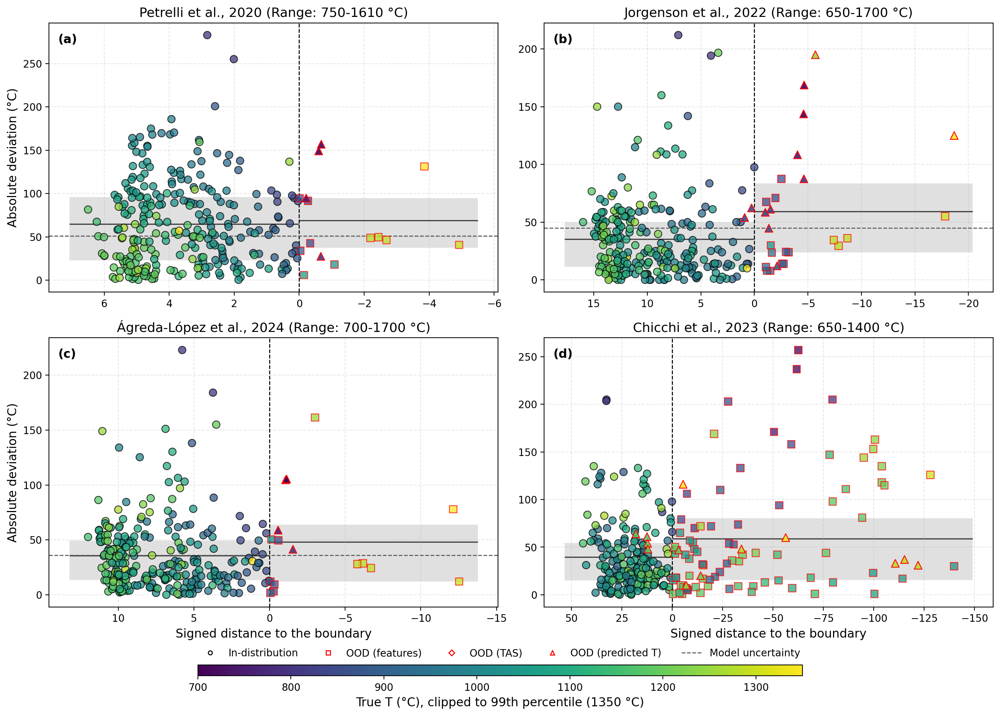 Petrelli et al., 2020 (Range: 750-1610 °C)
(a)
Absolute deviation (°C)
250
200
150
100
50
0
6 4 2 0 −2 −4 −6
Jorgenson et al., 2022 (Range: 650-1700 °C)
(b)
200
150
100
50
0
15 10 5 0 −5 −10 −15 −20
Ágreda-López et al., 2024 (Range: 700-1700 °C)
(c)
Absolute deviation (°C)
200
150
100
50
0
10 5 0 −5 −10 −15
Signed distance to the boundary
Chicchi et al., 2023 (Range: 650-1400 °C)
(d)
250
200
150
100
50
0
50 25 0 −25 −50 −75 −100 −125 −150
Signed distance to the boundary
In-distribution OOD (features) OOD (TAS) OOD (predicted T) Model uncertainty
700 800 900 1000 1100 1200 1300
True T (°C), clipped to 99th percentile (1350 °C)